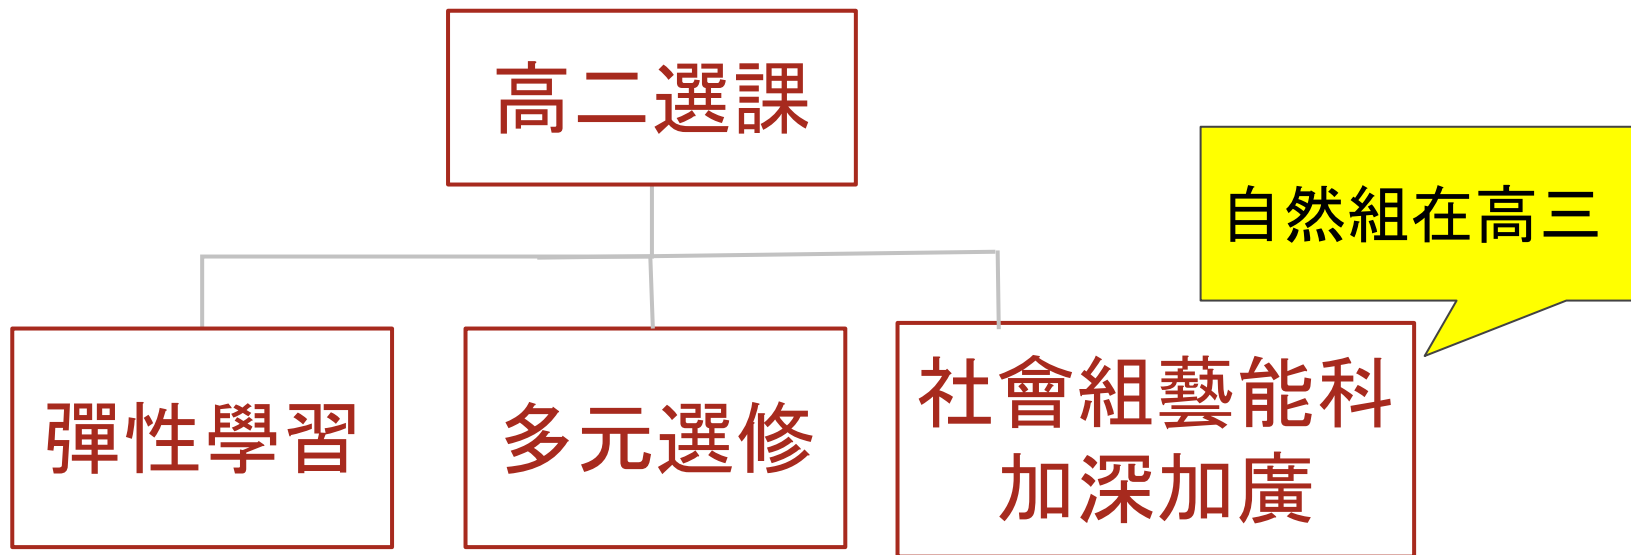 高二選課
自然組在高三
彈性學習
多元選修
社會組藝能科
加深加廣